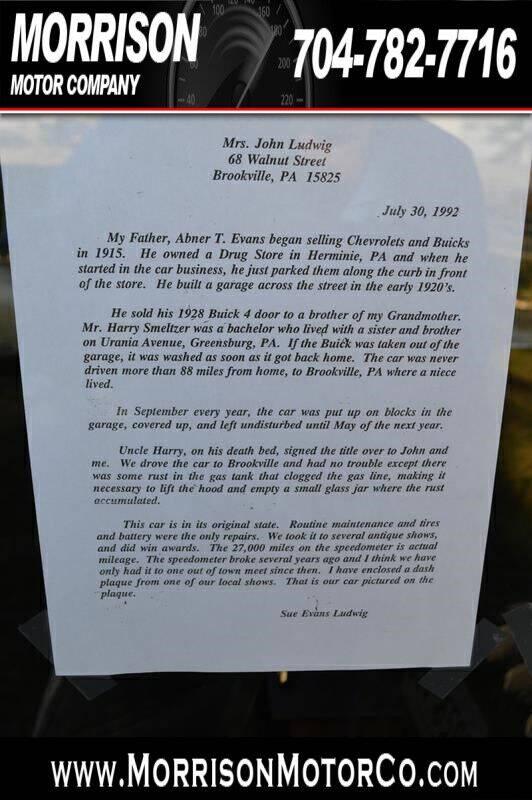 MORRISON
MOTOR COMPANY
704-782-7716
40
80
100
120
140
160
180
200
220
Mrs. John Ludwig
68 Walnut Street
Brookville, PA 15825
July 30, 1992
My Father, Abner T. Evans began selling Chevrolets and Buicks
in 1915. He owned a Drug Store in Herminie, PA and when he
started in the car business, he just parked them along the curb in front
of the store. He built a garage across the street in the early 1920's.
He sold his 1928 Buick 4 door to a brother of my Grandmother.
Mr. Harry Smeltzer was a bachelor who lived with a sister and brother
on Urania Avenue, Greensburg, PA. If the Buick was taken out of the
garage, it was washed as soon as it got back home. The car was never
driven more than 88 miles from home, to Brookville, PA where a niece
lived.
In September every year, the car was put up on blocks in the
garage, covered up, and left undisturbed until May of the next year.
Uncle Harry, on his death bed, signed the title over to John and
me. We drove the car to Brookville and had no trouble except there
was some rust in the gas tank that clogged the gas line, making it
necessary to lift the hood and empty a small glass jar where the rust
accumulated.
This car is in its original state. Routine maintenance and tires
and battery were the only repairs. We took it to several antique shows,
and did win awards. The 27,000 miles on the speedometer is actual
mileage. The speedometer broke several years ago and I think we have
only had it to one out of town meet since then. I have enclosed a dash
plaque from one of our local shows. That is our car pictured on the
plaque.
Sue Evans Ludwig
WWW.MORRISONMOTORCO.COM